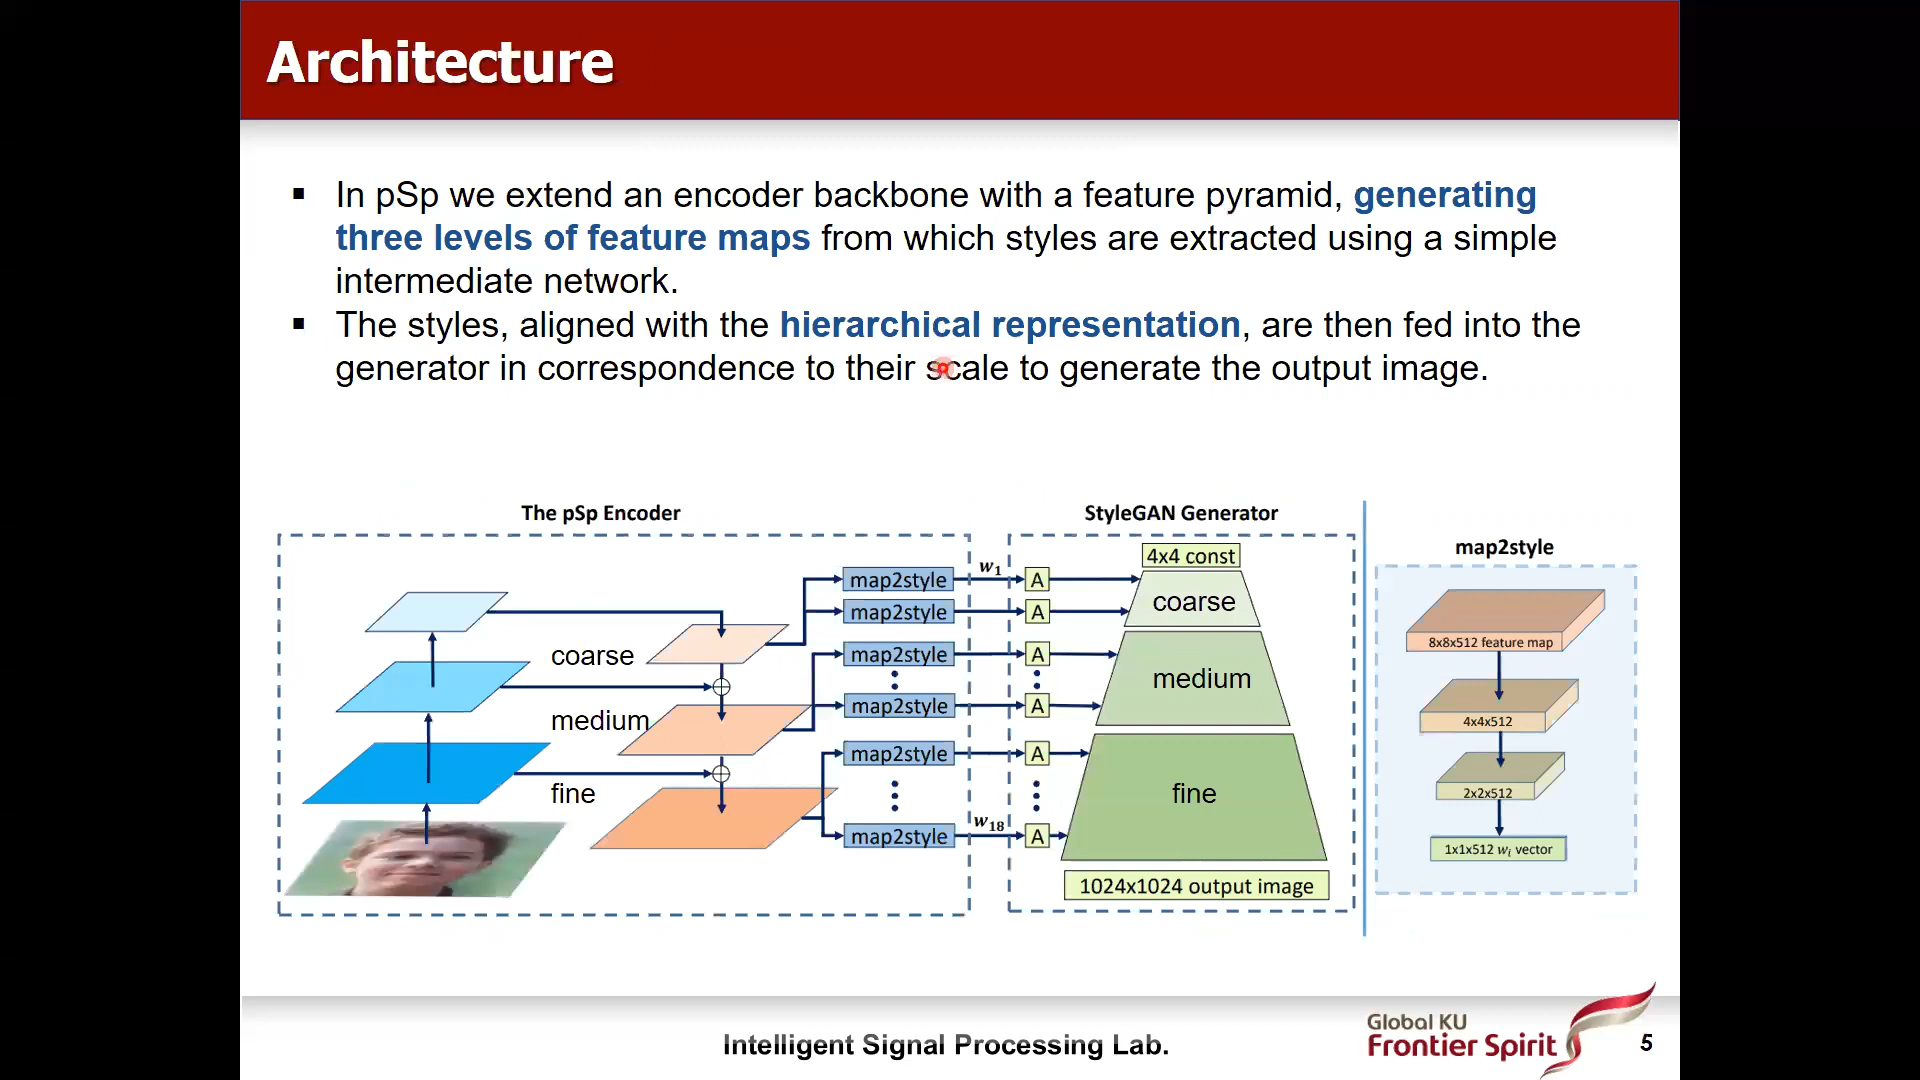 Architecture
▪ In pSp we extend an encoder backbone with a feature pyramid, generating
three levels of feature maps from which styles are extracted using a simple
intermediate network.
▪ The styles, aligned with the hierarchical representation, are then fed into the
generator in correspondence to their scale to generate the output image.
The pSp Encoder
StyleGAN Generator
map2style
coarse
medium
fine
map2style
map2style
map2style
map2style
map2style
map2style
w₁
w₁₈
A
A
A
A
A
A
4x4 const
coarse
medium
fine
1024x1024 output image
8x8x512 feature map
4x4x512
2x2x512
1x1x512 wᵢ vector
Intelligent Signal Processing Lab.
Global KU
Frontier Spirit
5